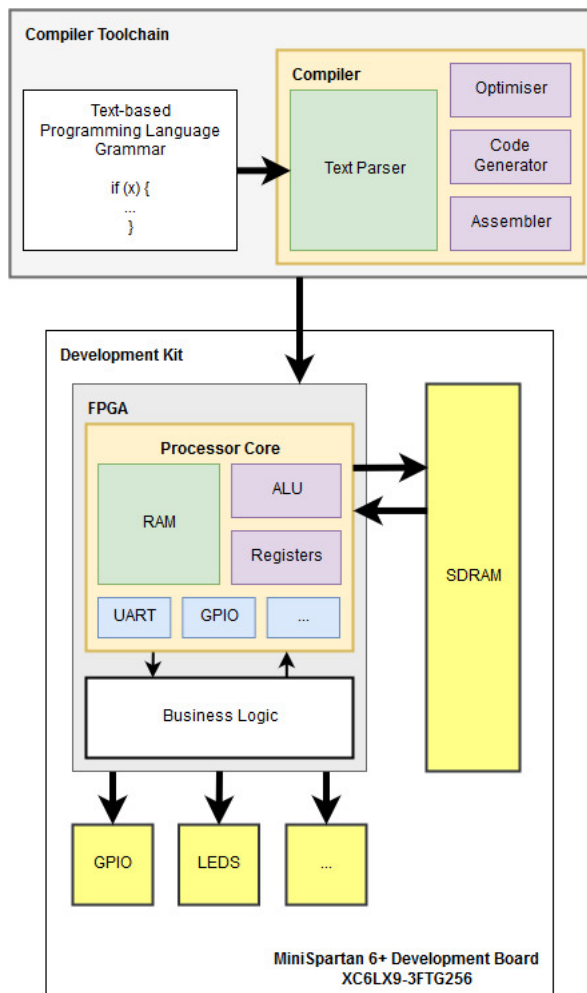 Compiler Toolchain
Text-based
Programming Language
Grammar
if (x) {
...
}
Compiler
Text Parser
Optimiser
Code
Generator
Assembler
Development Kit
FPGA
Processor Core
RAM
ALU
Registers
UART
GPIO
...
Business Logic
SDRAM
GPIO
LEDS
...
MiniSpartan 6+ Development Board
XC6LX9-3FTG256